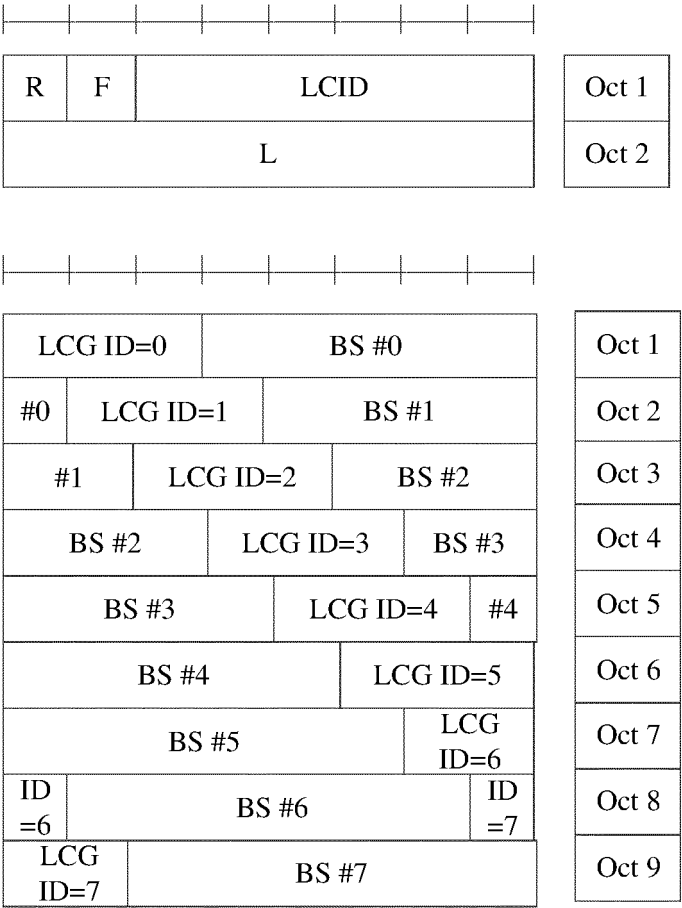 R F LCID Oct 1
L Oct 2
LCG ID=0 BS #0 Oct 1
#0 LCG ID=1 BS #1 Oct 2
#1 LCG ID=2 BS #2 Oct 3
BS #2 LCG ID=3 BS #3 Oct 4
BS #3 LCG ID=4 #4 Oct 5
BS #4 LCG ID=5 Oct 6
BS #5 LCG ID=6 Oct 7
ID =6 BS #6 ID =7 Oct 8
LCG ID=7 BS #7 Oct 9